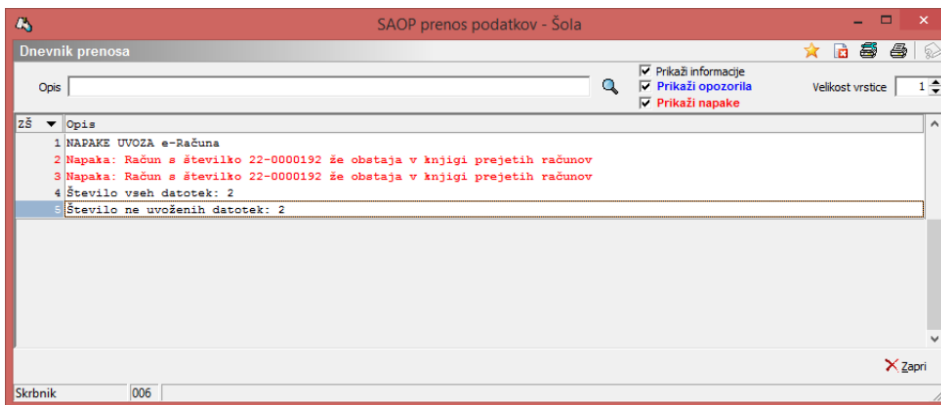 SAOP prenos podatkov - Šola
Dnevnik prenosa
Opis
Prikaži informacije
Prikaži opozorila
Prikaži napake
Velikost vrstice 1
ZŠ Opis
1 NAPAKE UVOZA e-Računa
2 Napaka: Račun s številko 22-0000192 že obstaja v knjigi prejetih računov
3 Napaka: Račun s številko 22-0000192 že obstaja v knjigi prejetih računov
4 Število vseh datotek: 2
5 Število ne uvoženih datotek: 2
Zapri
Skrbnik 006